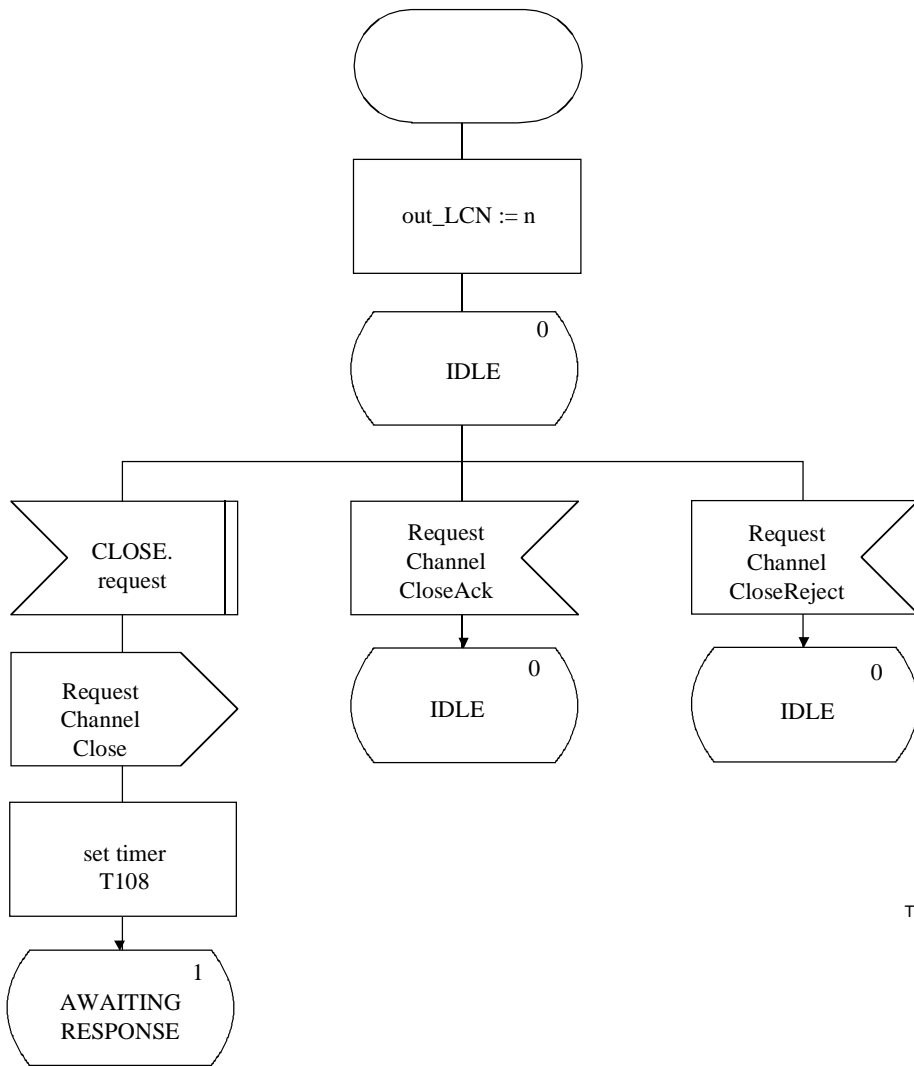 out_LCN := n
0
IDLE
CLOSE.
request
Request
Channel
CloseAck
Request
Channel
CloseReject
Request
Channel
Close
0
IDLE
0
IDLE
set timer
T108
T
1
AWAITING
RESPONSE